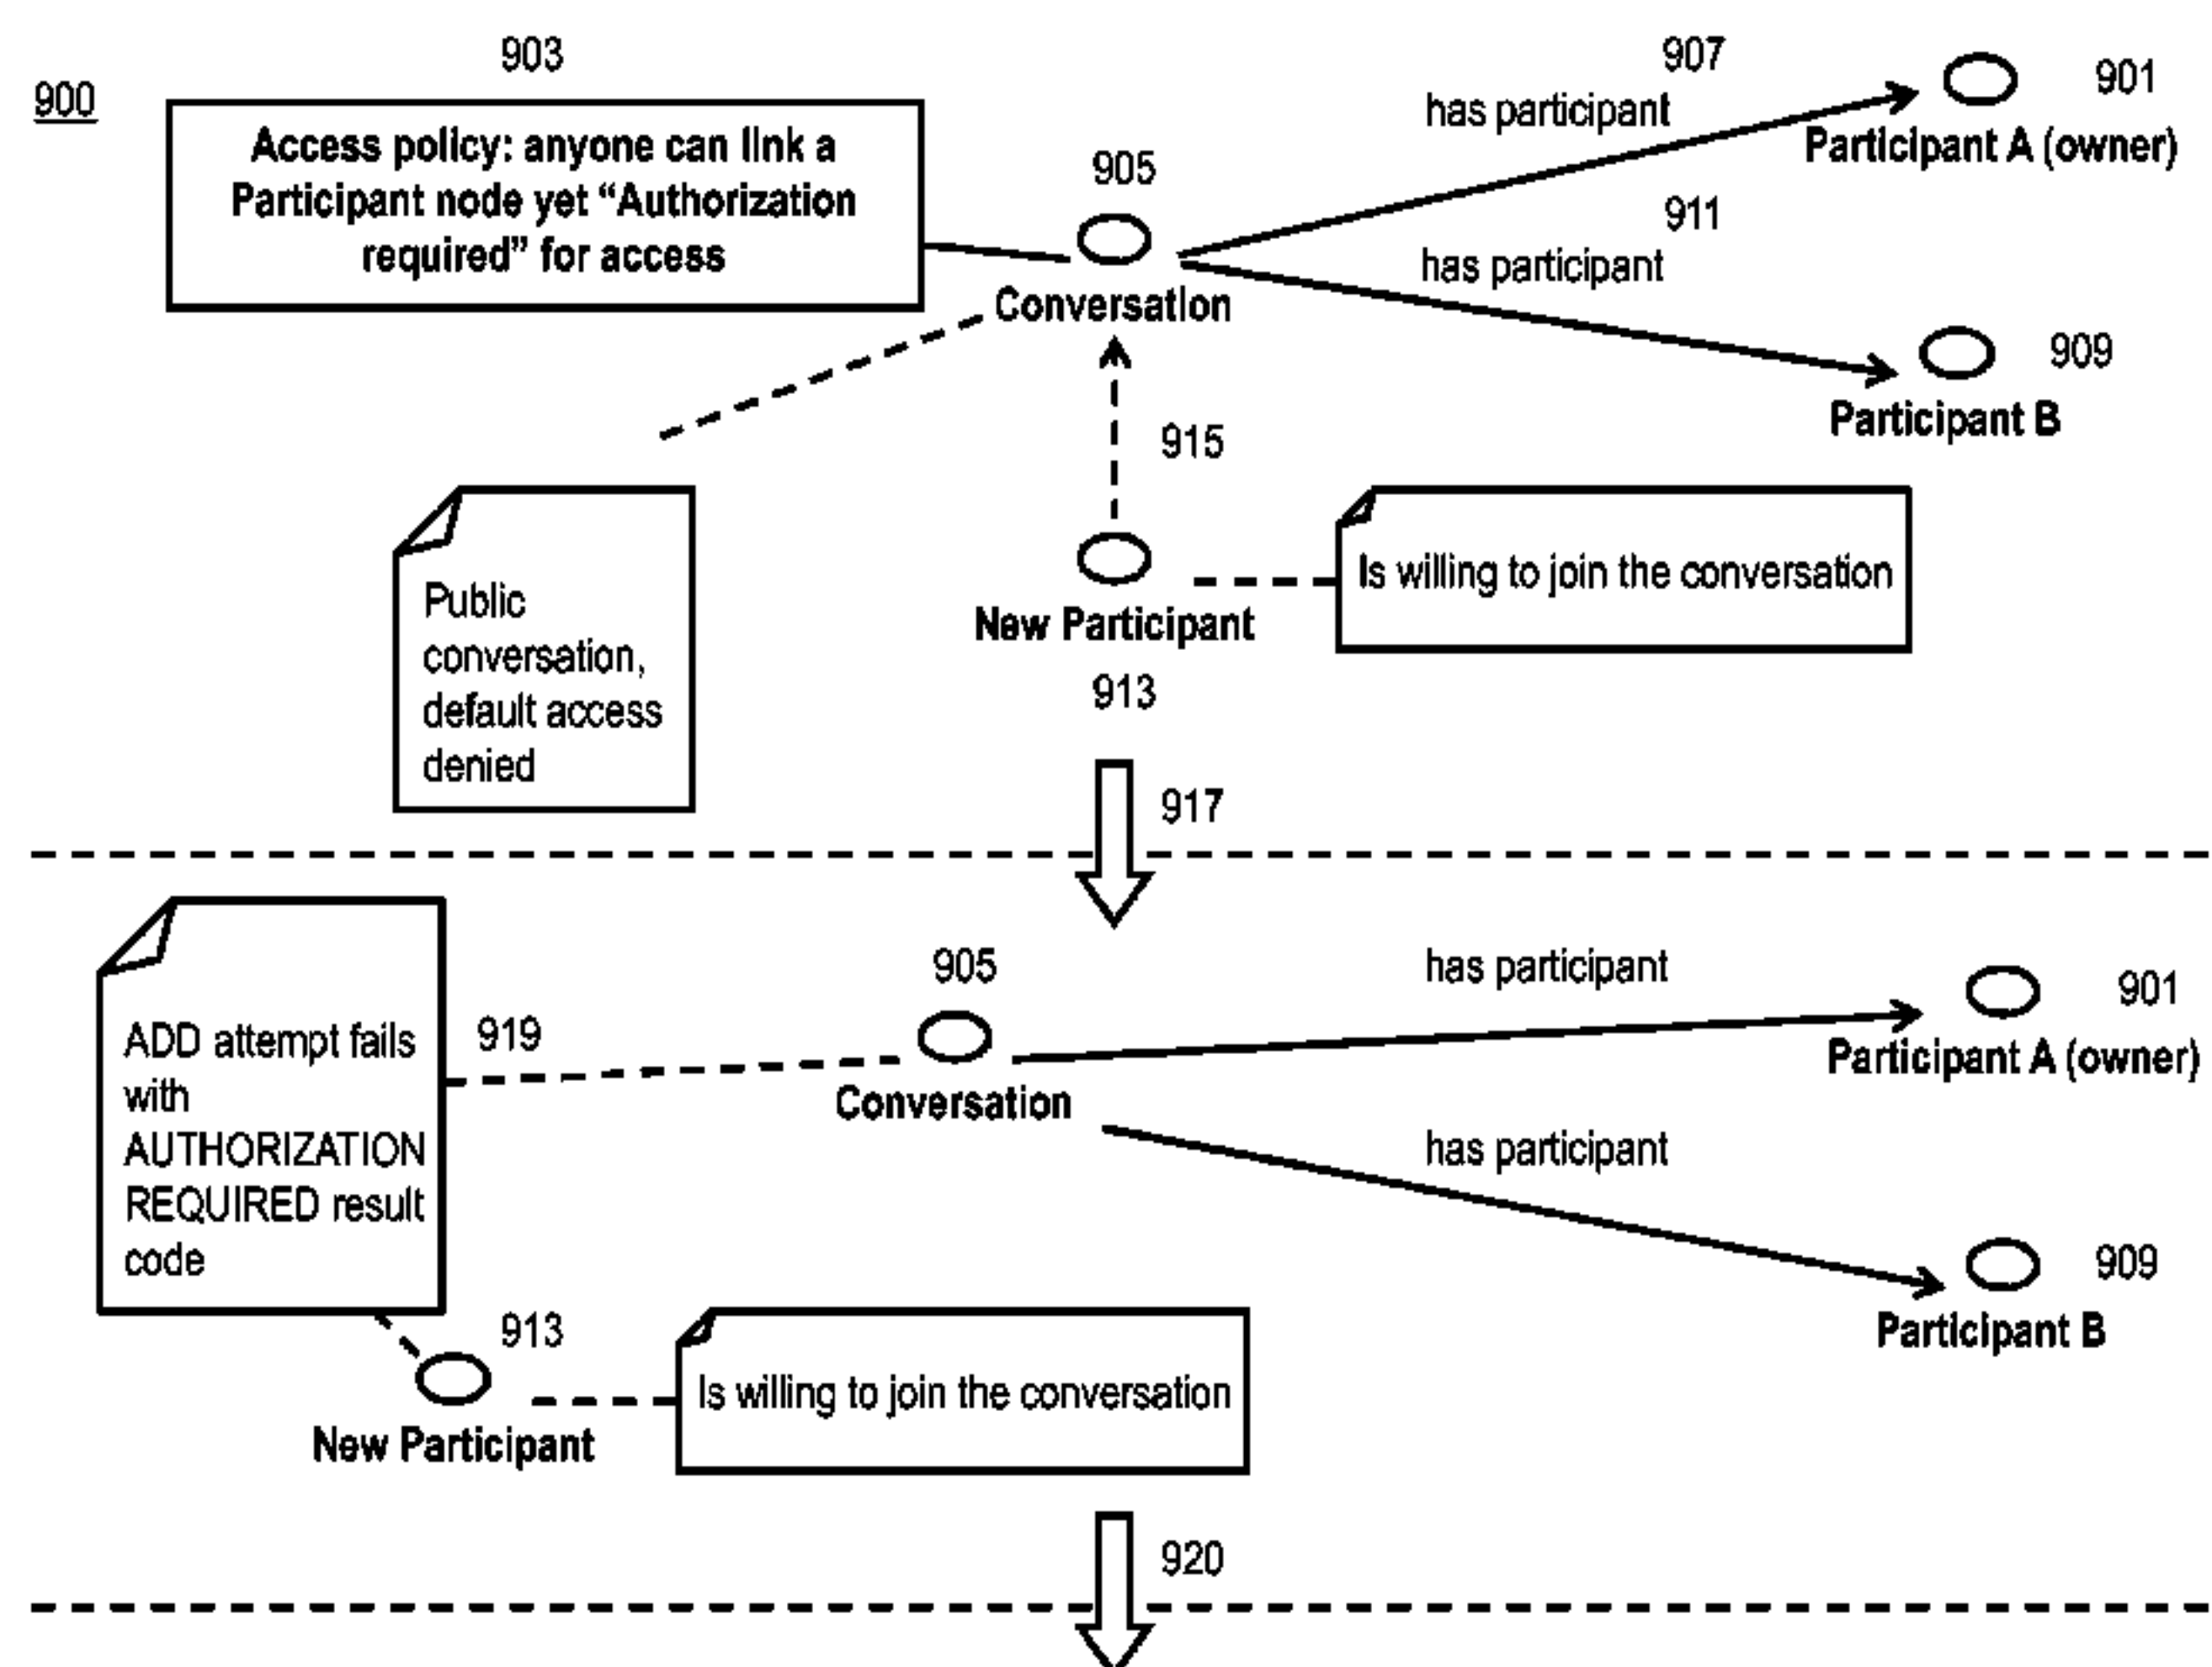 900
903
Access policy: anyone can link a
Participant node yet “Authorization
required” for access
905
Conversation
907
has participant
901
Participant A (owner)
911
has participant
909
Participant B
915
Public
conversation,
default access
denied
New Participant
913
Is willing to join the conversation
917
ADD attempt fails
with
AUTHORIZATION
REQUIRED result
code
919
905
Conversation
has participant
901
Participant A (owner)
has participant
909
Participant B
913
New Participant
Is willing to join the conversation
920